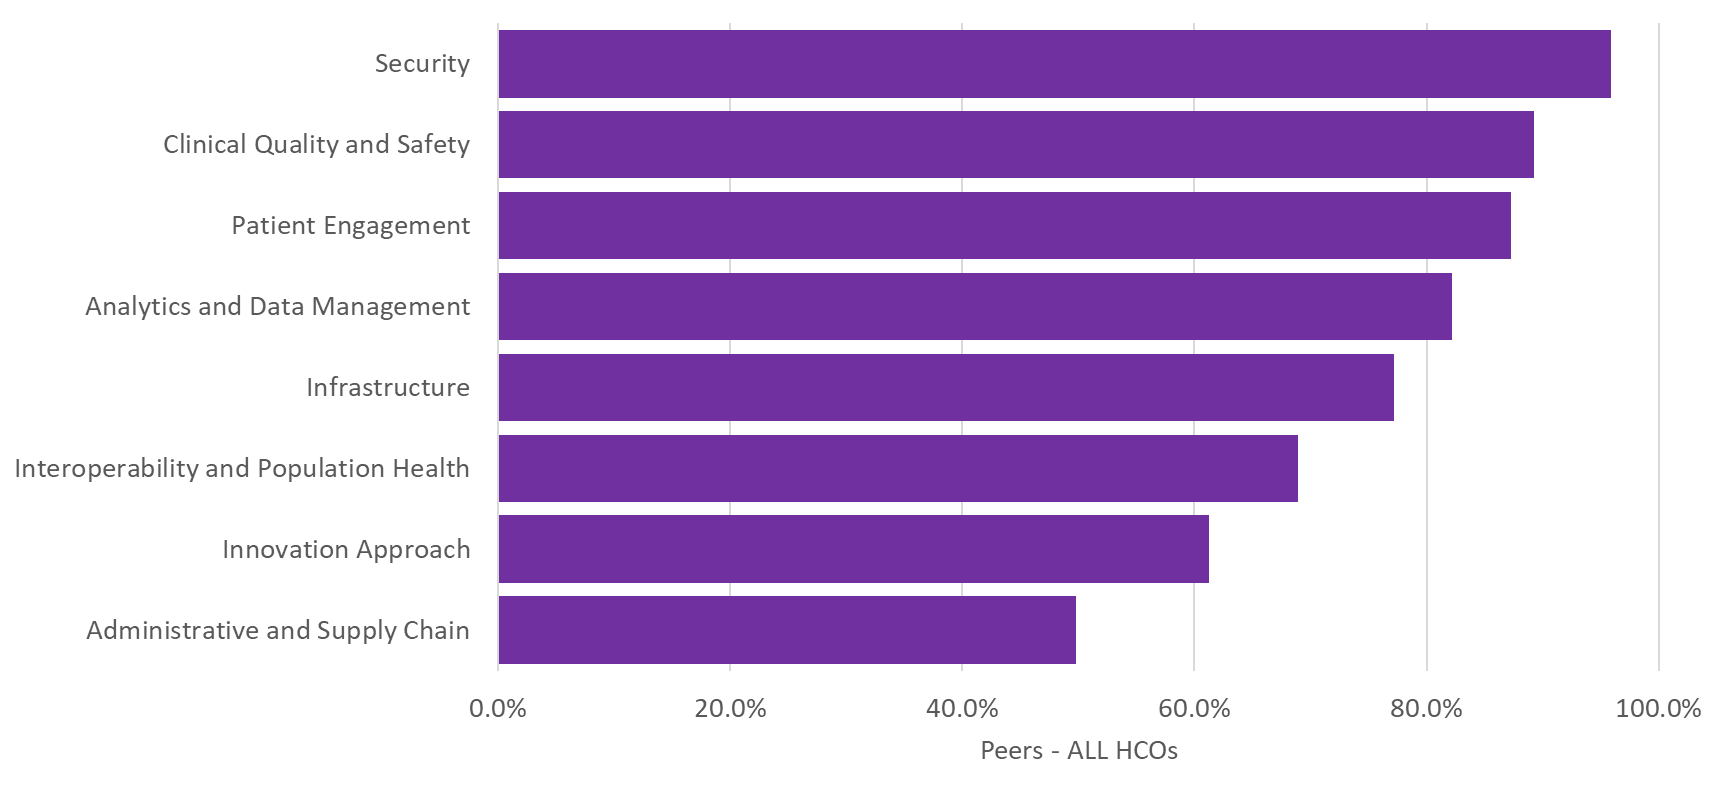 Security
Clinical Quality and Safety
Patient Engagement
Analytics and Data Management
Infrastructure
Interoperability and Population Health
Innovation Approach
Administrative and Supply Chain
0.0% 20.0% 40.0% 60.0% 80.0% 100.0%
Peers - ALL HCOs